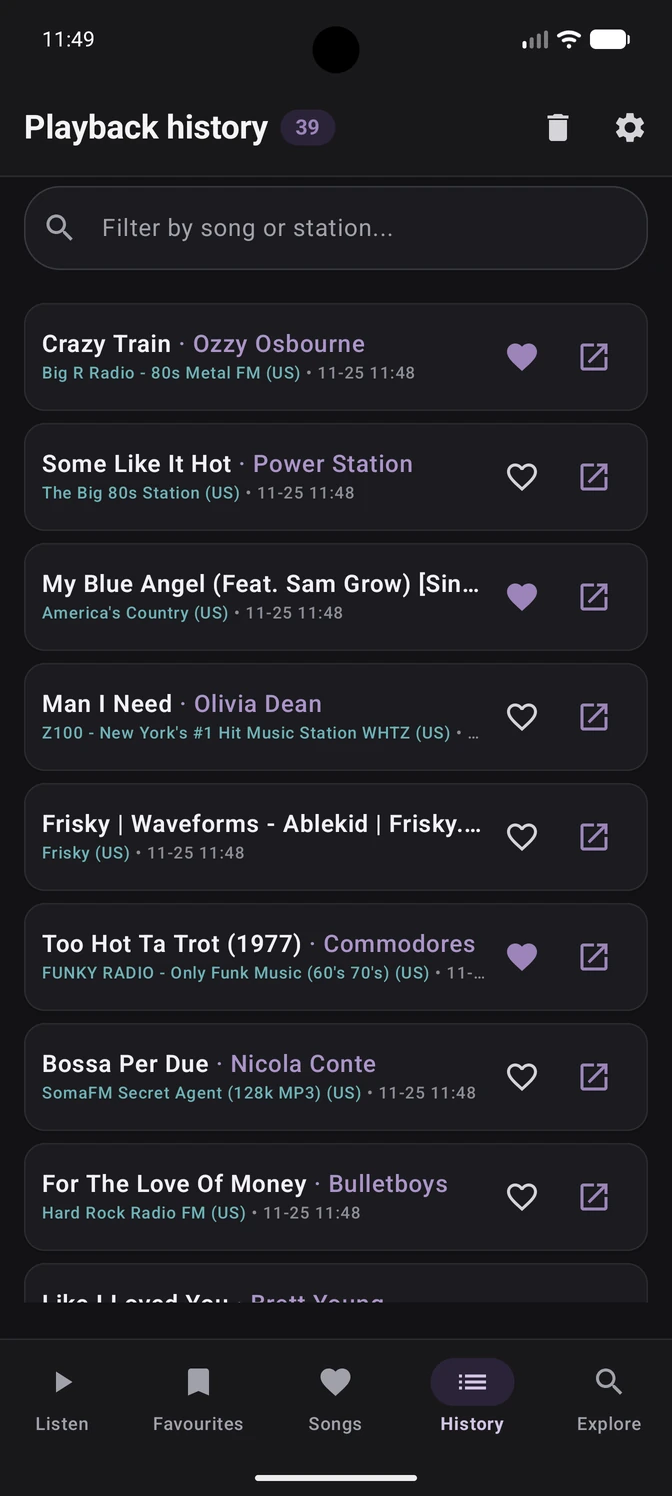 11:49
Playback history 39
Filter by song or station...
Crazy Train · Ozzy Osbourne
Big R Radio - 80s Metal FM (US) • 11-25 11:48
Some Like It Hot · Power Station
The Big 80s Station (US) • 11-25 11:48
My Blue Angel (Feat. Sam Grow) [Sin...
America's Country (US) • 11-25 11:48
Man I Need · Olivia Dean
Z100 - New York's #1 Hit Music Station WHTZ (US) • ...
Frisky | Waveforms - Ablekid | Frisky....
Frisky (US) • 11-25 11:48
Too Hot Ta Trot (1977) · Commodores
FUNKY RADIO - Only Funk Music (60's 70's) (US) • 11-...
Bossa Per Due · Nicola Conte
SomaFM Secret Agent (128k MP3) (US) • 11-25 11:48
For The Love Of Money · Bulletboys
Hard Rock Radio FM (US) • 11-25 11:48
Like I Loved You · Brett Young
Listen Favourites Songs History Explore